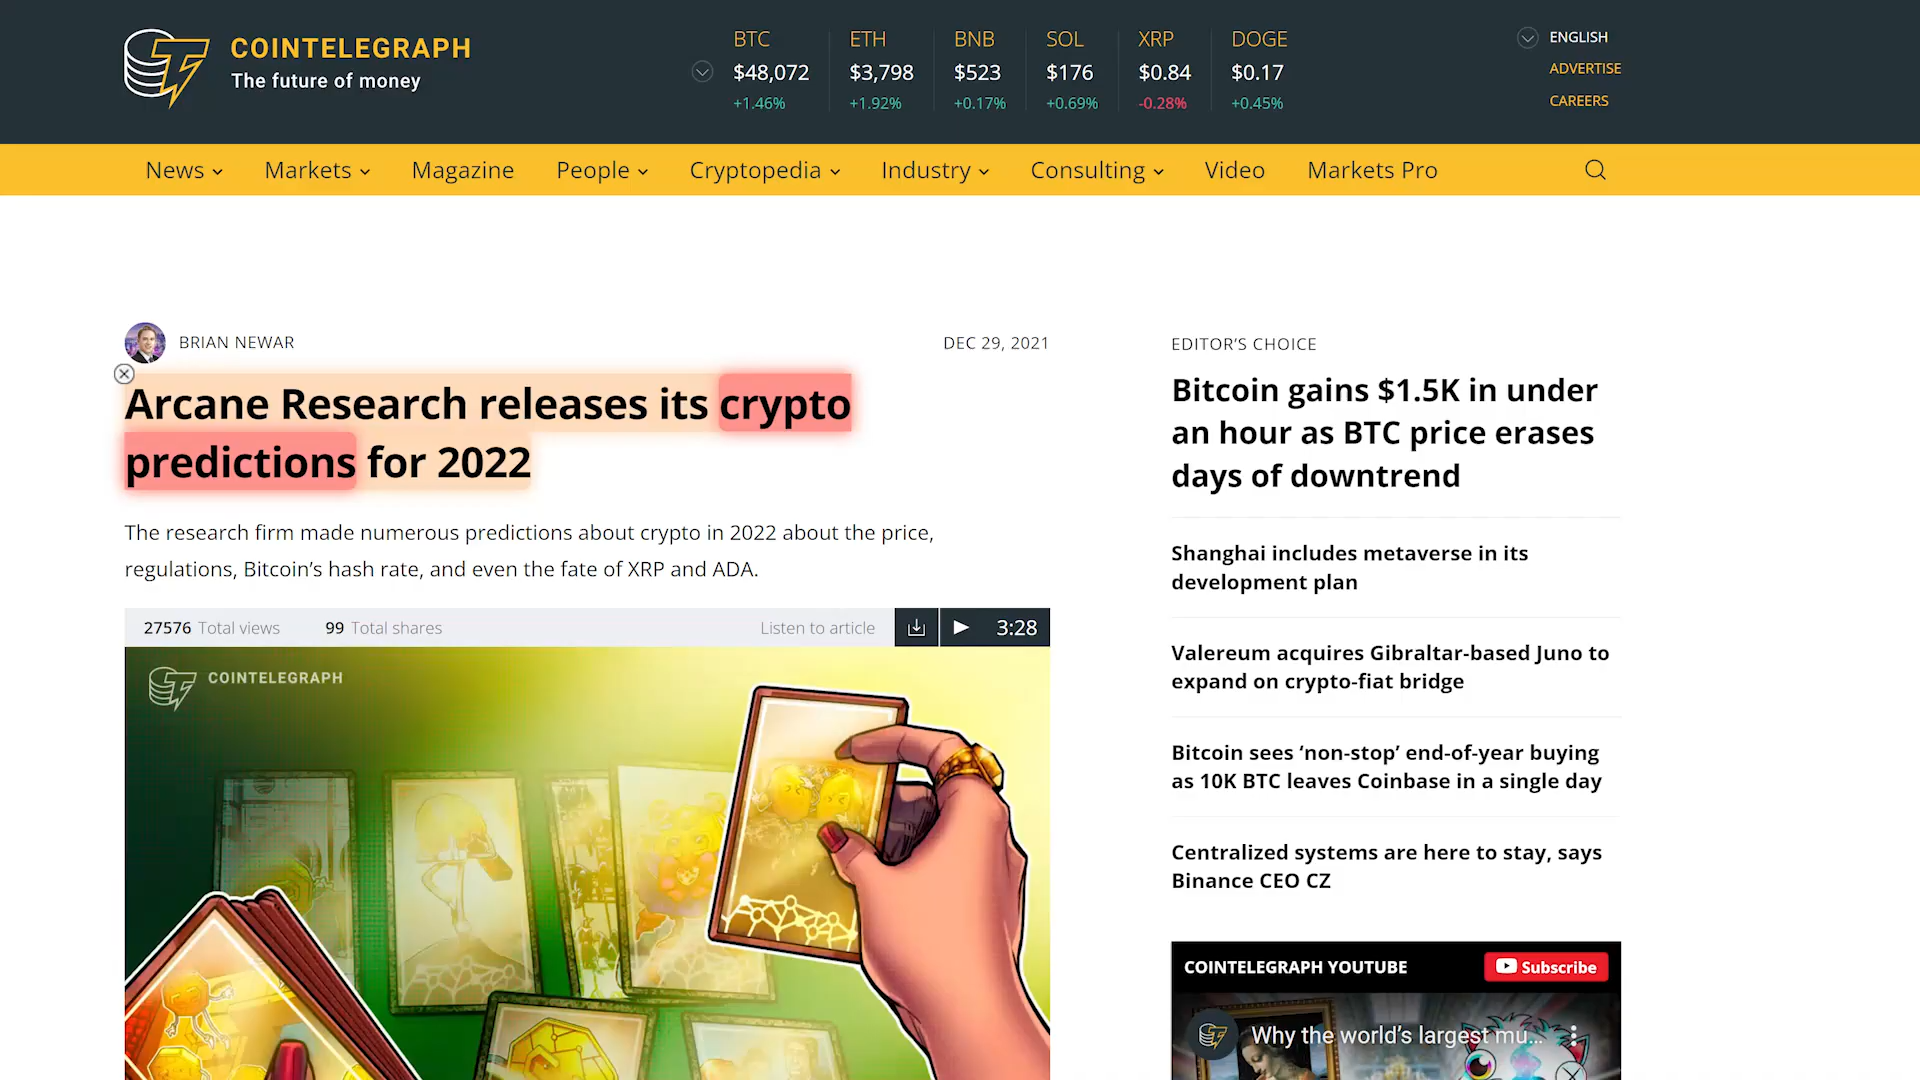 COINTELEGRAPH
The future of money
BTC
$48,072
+1.46%
ETH
$3,798
+1.92%
BNB
$523
+0.17%
SOL
$176
+0.69%
XRP
$0.84
-0.28%
DOGE
$0.17
+0.45%
ENGLISH
ADVERTISE
CAREERS
News
Markets
Magazine
People
Cryptopedia
Industry
Consulting
Video
Markets Pro
BRIAN NEWAR
DEC 29, 2021
Arcane Research releases its crypto
predictions for 2022
The research firm made numerous predictions about crypto in 2022 about the price,
regulations, Bitcoin’s hash rate, and even the fate of XRP and ADA.
27576 Total views
99 Total shares
Listen to article
3:28
COINTELEGRAPH
EDITOR’S CHOICE
Bitcoin gains $1.5K in under
an hour as BTC price erases
days of downtrend
Shanghai includes metaverse in its
development plan
Valereum acquires Gibraltar-based Juno to
expand on crypto-fiat bridge
Bitcoin sees ‘non-stop’ end-of-year buying
as 10K BTC leaves Coinbase in a single day
Centralized systems are here to stay, says
Binance CEO CZ
COINTELEGRAPH YOUTUBE
Subscribe
Why the world’s largest mu...